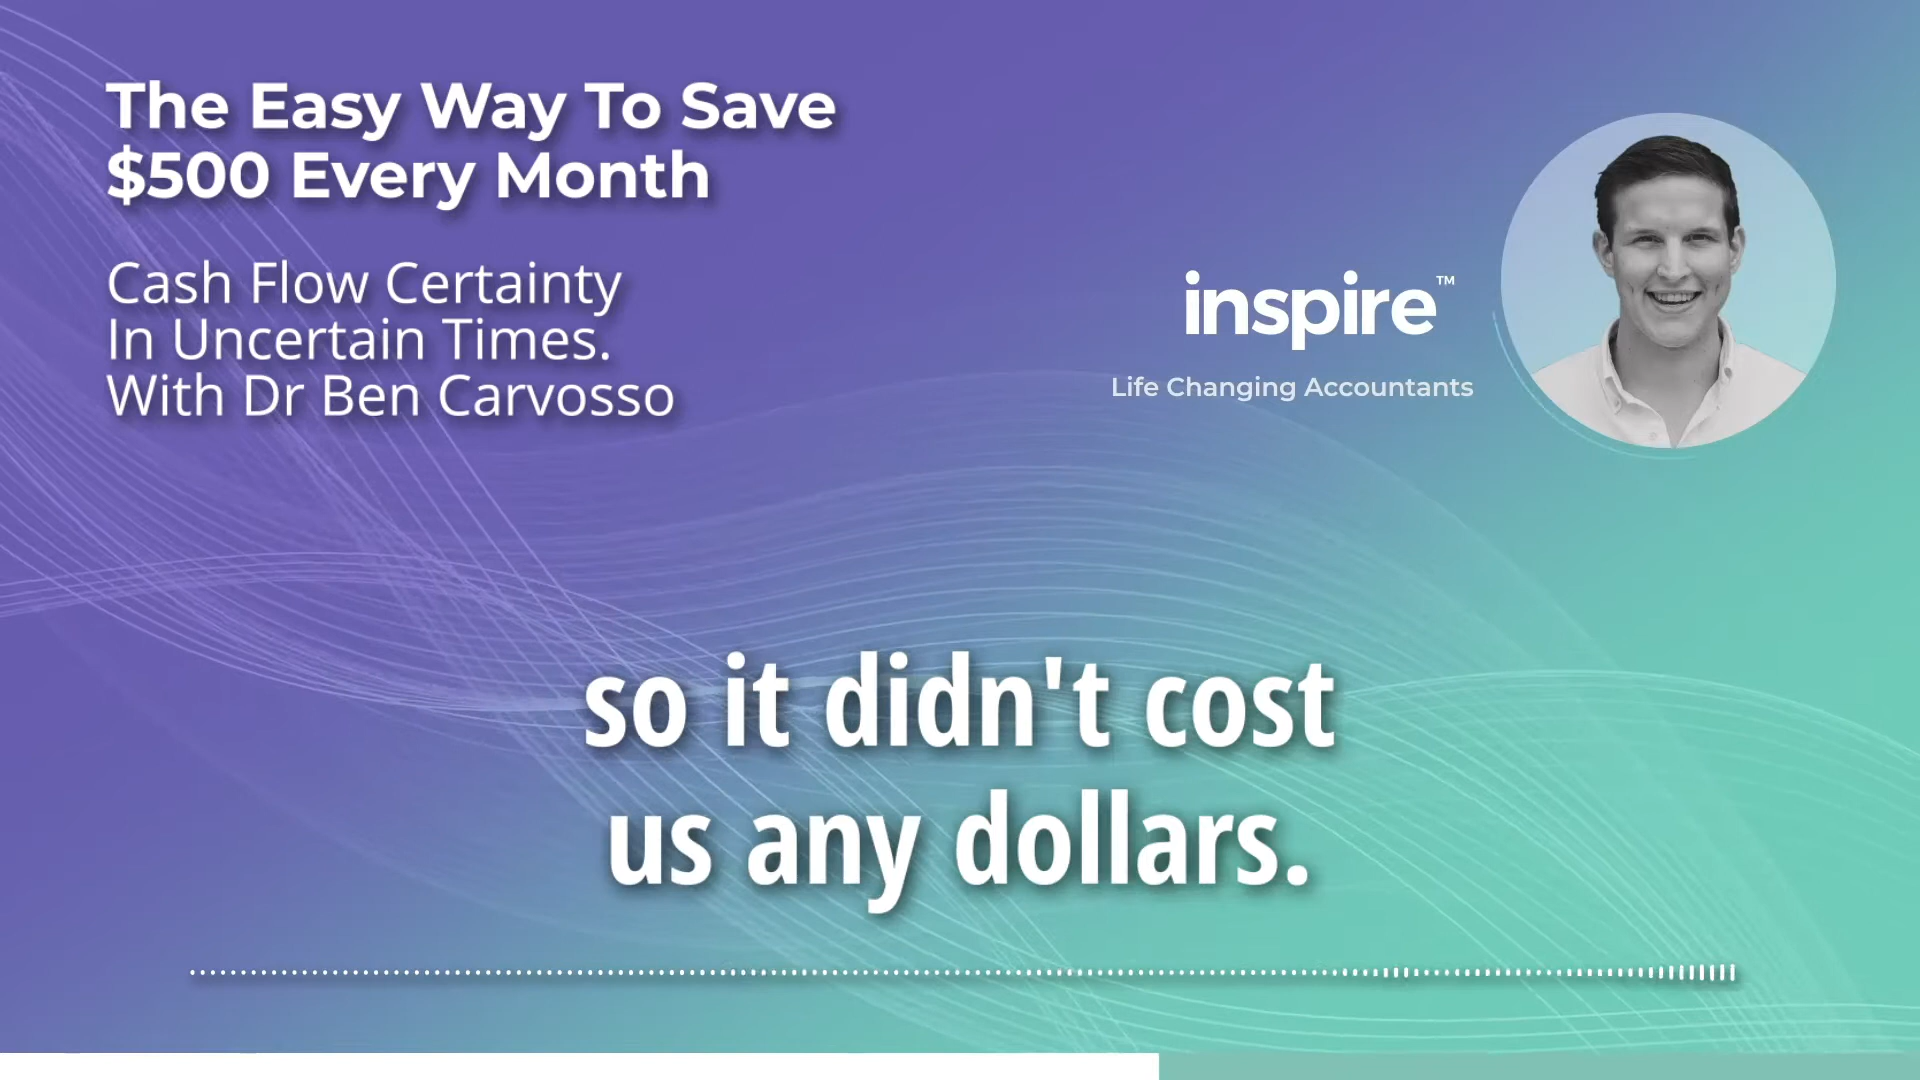 The Easy Way To Save
$500 Every Month
Cash Flow Certainty
In Uncertain Times.
With Dr Ben Carvosso
inspire™
Life Changing Accountants
so it didn't cost
us any dollars.